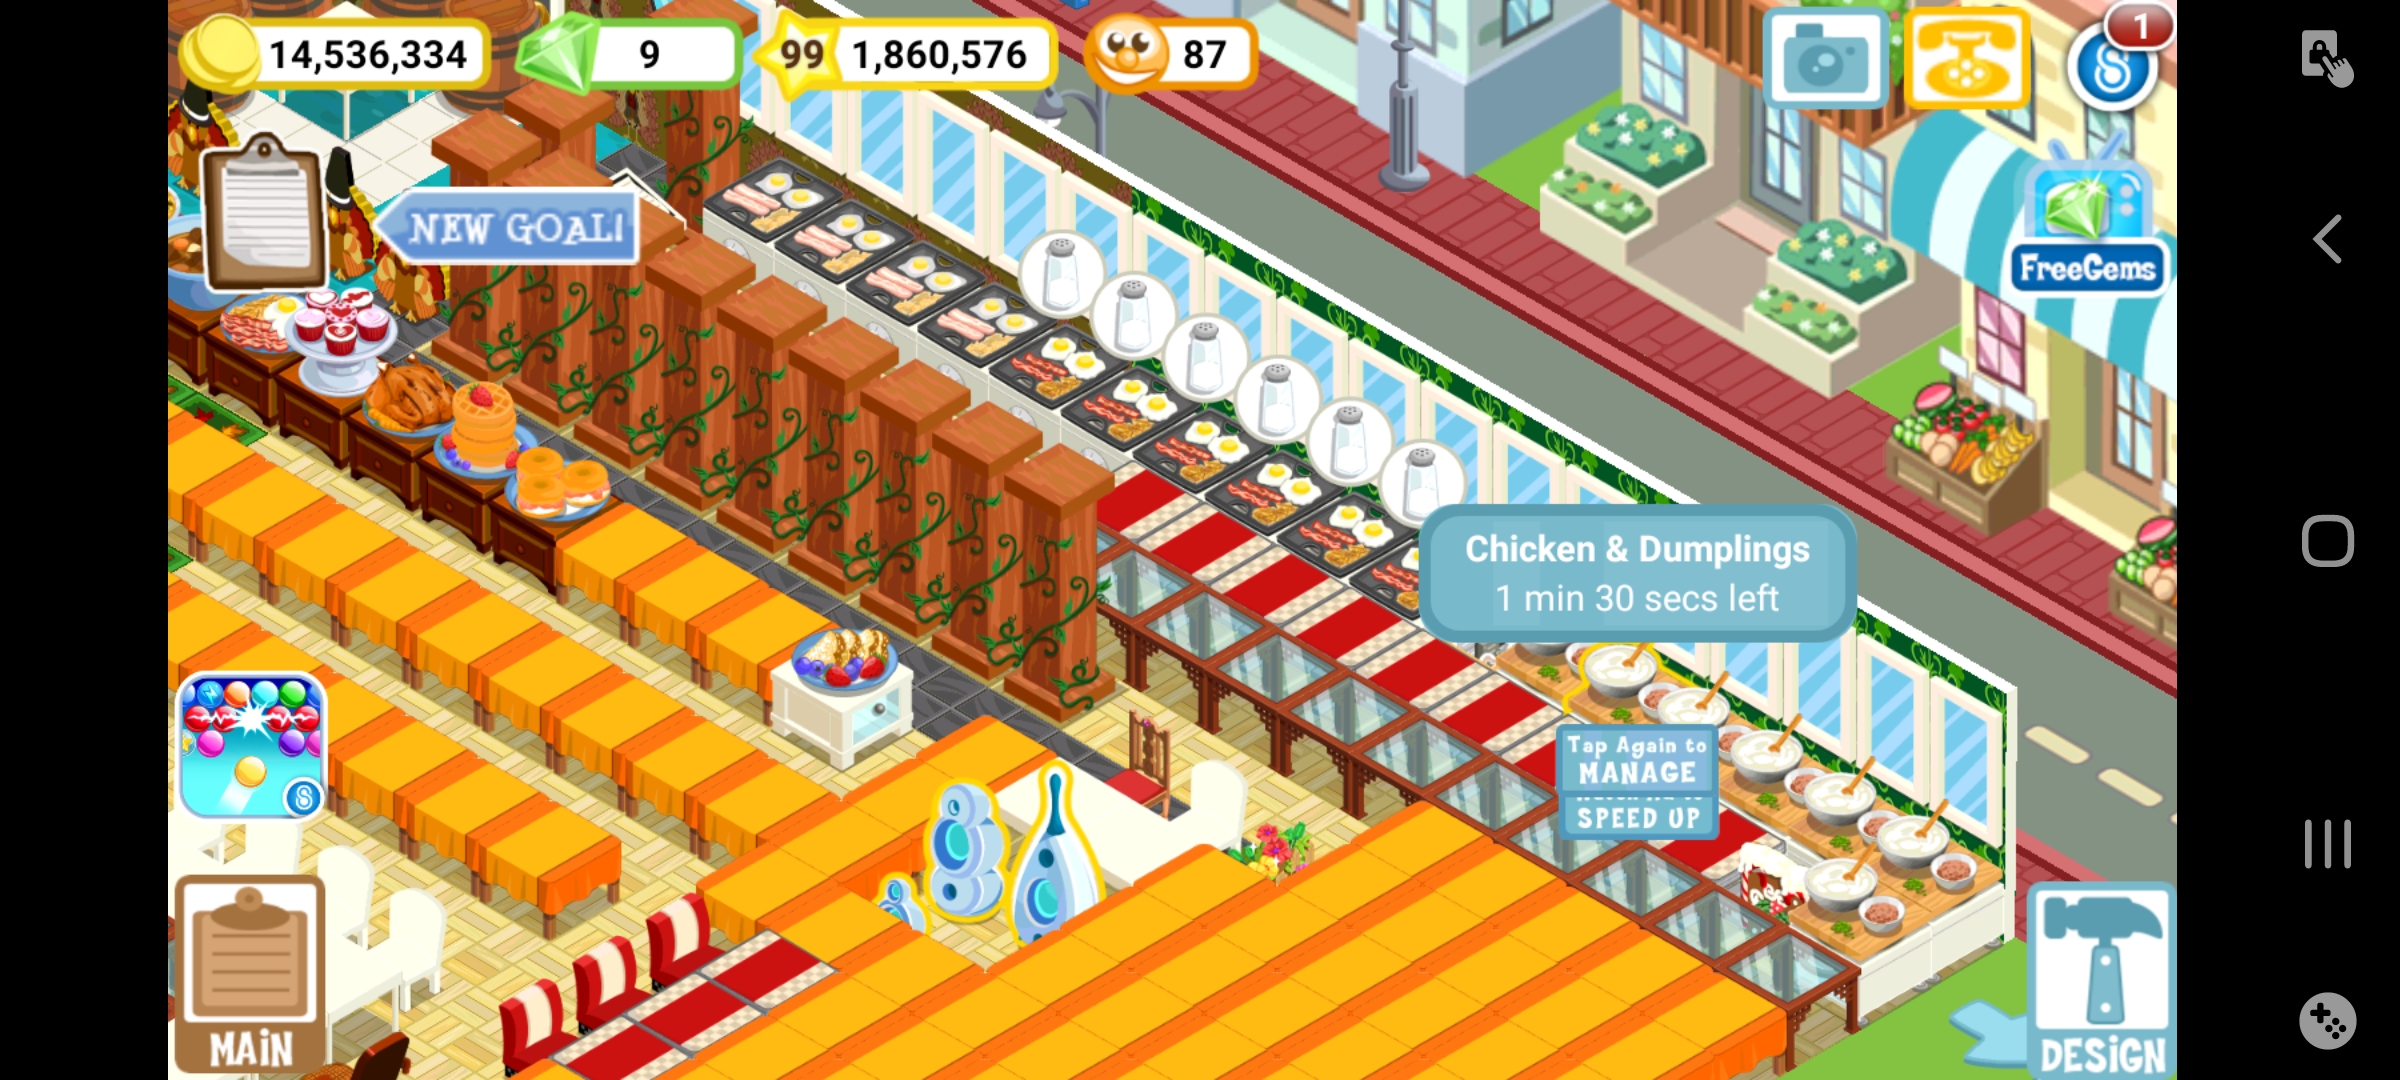 14,536,334
9
99 1,860,576
87
1
NEW GOAL!
FreeGems
Chicken & Dumplings
1 min 30 secs left
Tap Again to
MANAGE
SPEED UP
MAIN
DESIGN